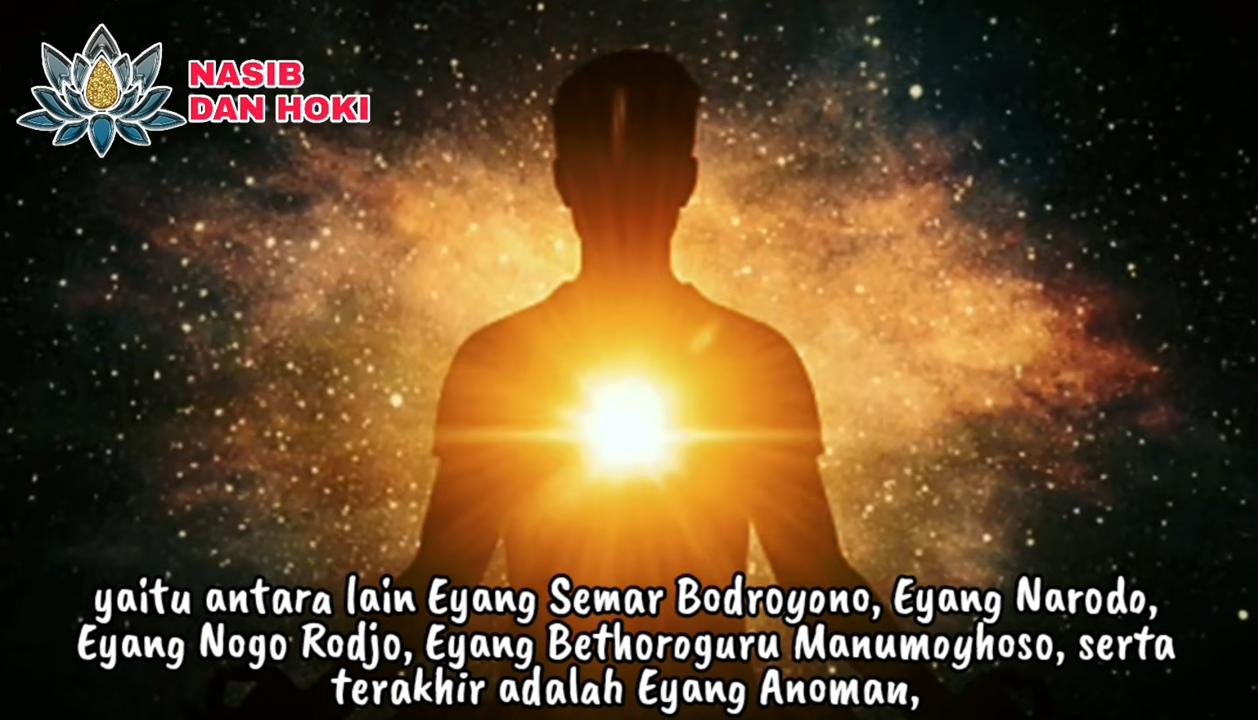 NASIB
DAN HOKI
yaitu antara lain Eyang Semar Bodroyono, Eyang Narodo,
Eyang Nogo Rodjo, Eyang Bethoroguru Manumoyhoso, serta
terakhir adalah Eyang Anoman,